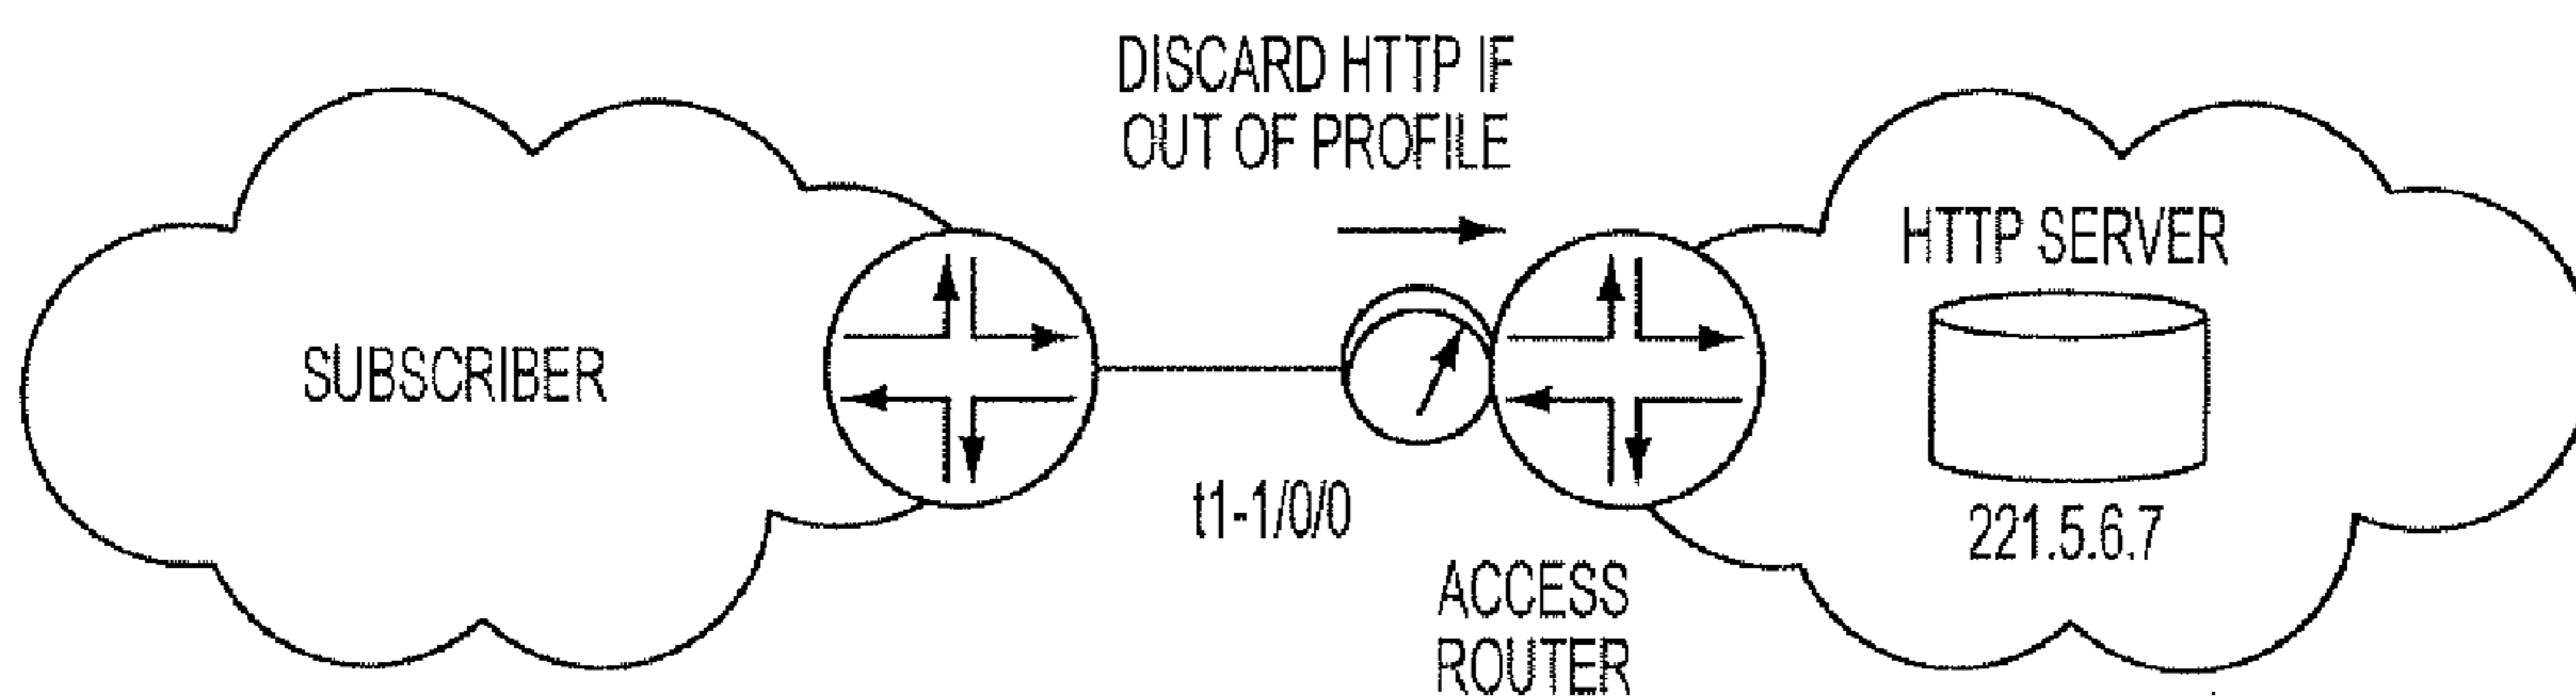 DISCARD HTTP IF
OUT OF PROFILE
SUBSCRIBER
HTTP SERVER
t1-1/0/0
221.5.6.7
ACCESS
ROUTER